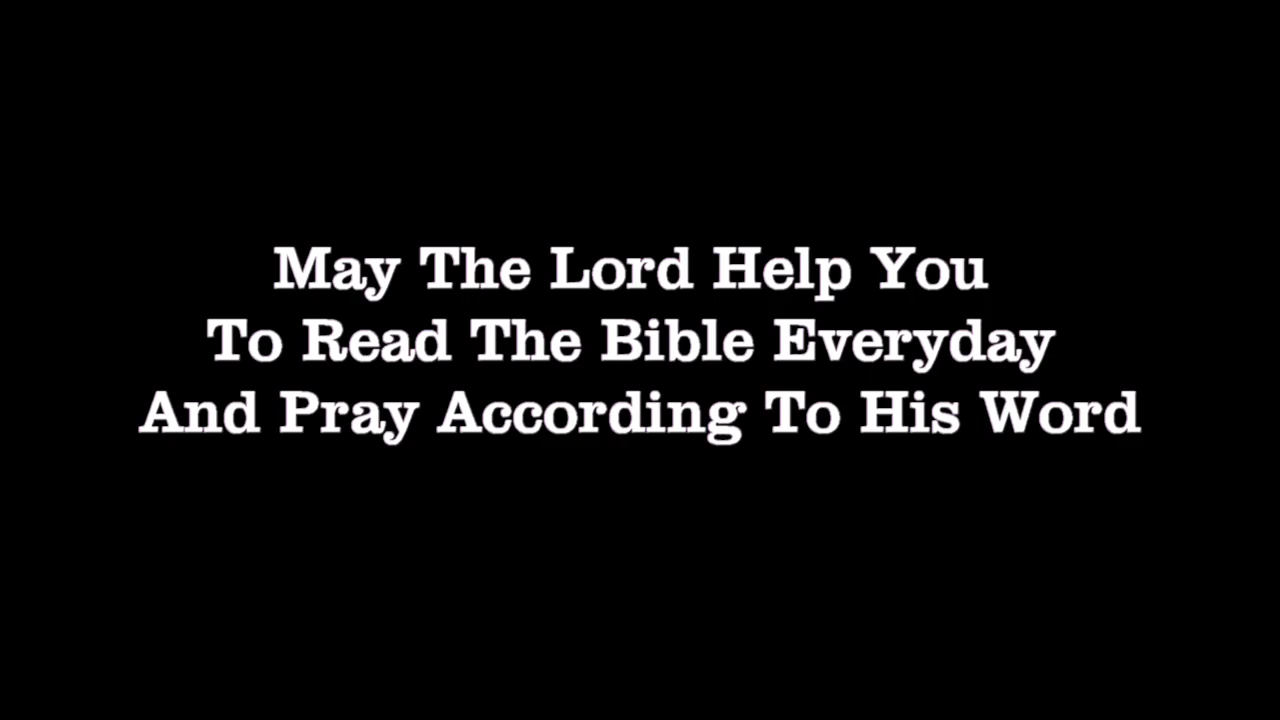 May The Lord Help You
To Read The Bible Everyday
And Pray According To His Word